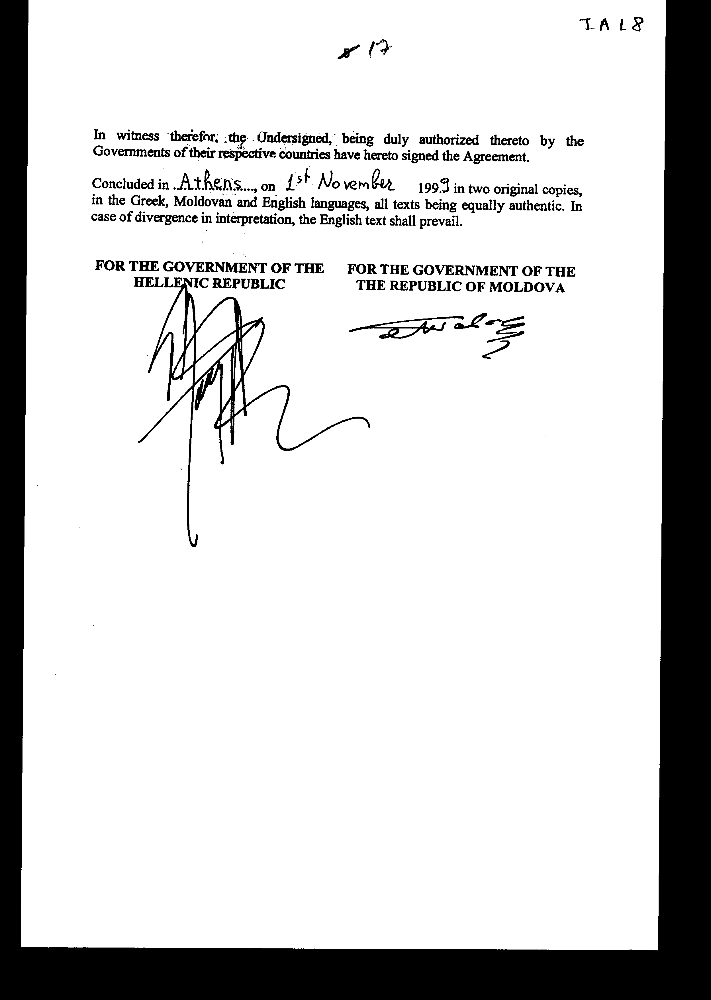 IAL8
17
In witness therefor. the Undersigned, being duly authorized thereto by the
Governments of their respective countries have hereto signed the Agreement.
Concluded in ..Athens...., on 1st November 1999 in two original copies,
in the Greek, Moldovan and English languages, all texts being equally authentic. In
case of divergence in interpretation, the English text shall prevail.
FOR THE GOVERNMENT OF THE
HELLENIC REPUBLIC
FOR THE GOVERNMENT OF THE
THE REPUBLIC OF MOLDOVA